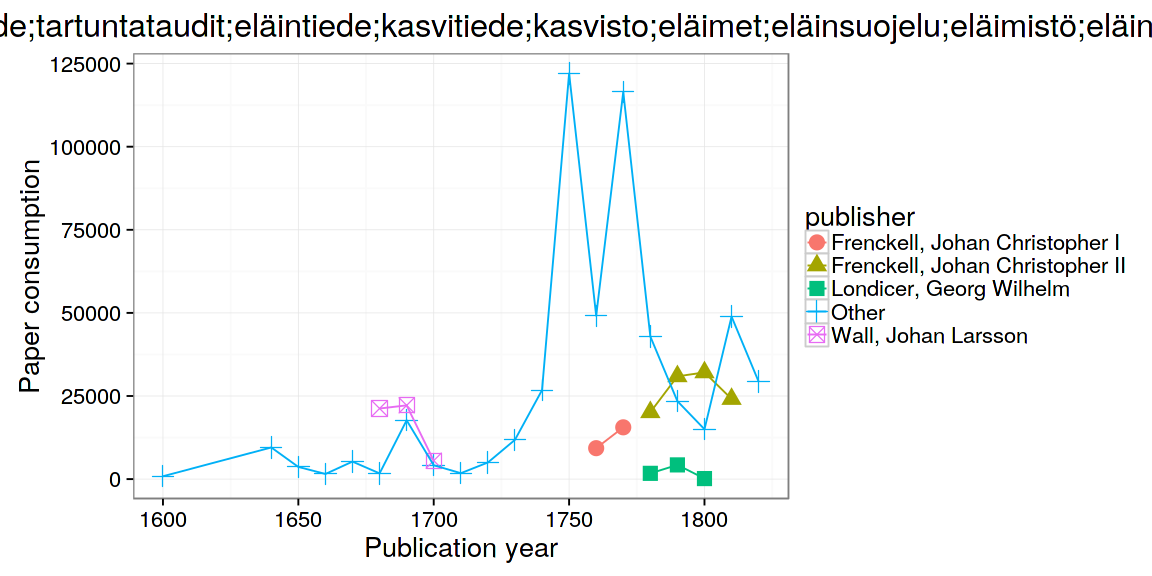 de;tartuntataudit;eläintiede;kasvitiede;kasvisto;eläimet;eläinsuojelu;eläimistö;eläin
125000
100000
75000
50000
25000
0
Paper consumption
1600 1650 1700 1750 1800
Publication year
publisher
Frenckell, Johan Christopher I
Frenckell, Johan Christopher II
Londicer, Georg Wilhelm
Other
Wall, Johan Larsson